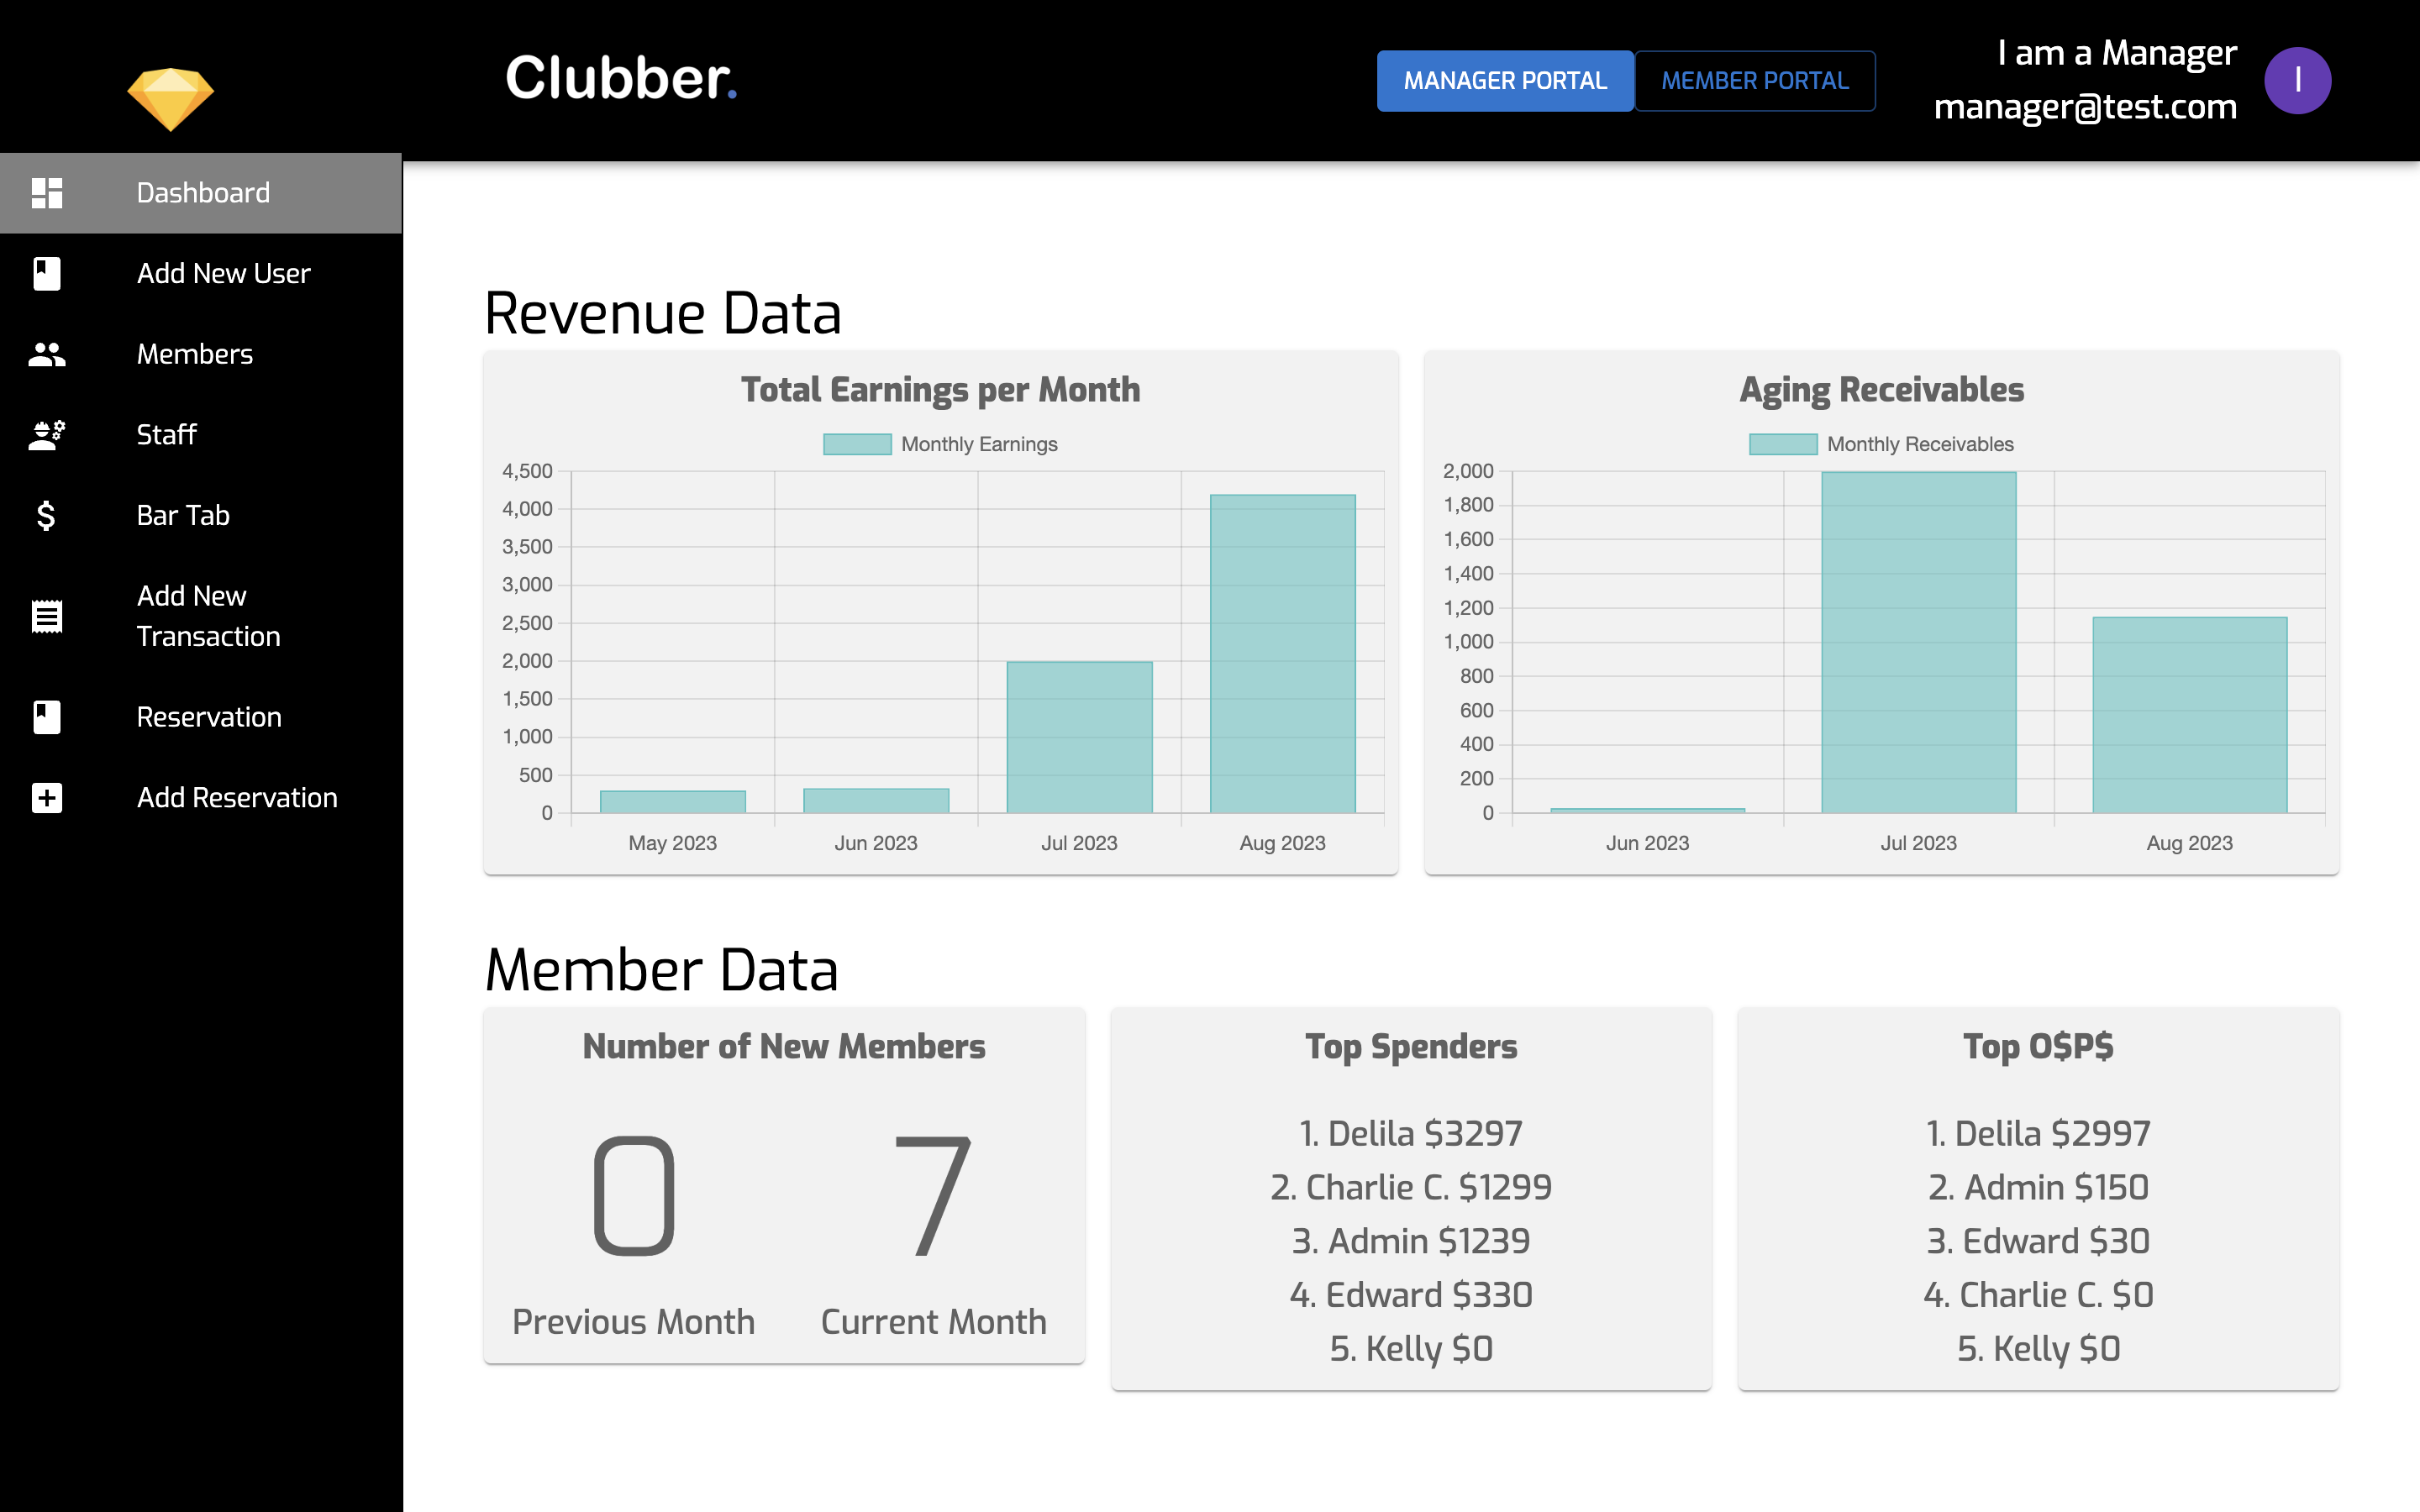 Clubber.
MANAGER PORTAL
MEMBER PORTAL
I am a Manager
manager@test.com
I
Dashboard
Add New User
Members
Staff
Bar Tab
Add New
Transaction
Reservation
Add Reservation
Revenue Data
Total Earnings per Month
Monthly Earnings
4,500
4,000
3,500
3,000
2,500
2,000
1,500
1,000
500
0
May 2023 Jun 2023 Jul 2023 Aug 2023
Aging Receivables
Monthly Receivables
2,000
1,800
1,600
1,400
1,200
1,000
800
600
400
200
0
Jun 2023 Jul 2023 Aug 2023
Member Data
Number of New Members
0 7
Previous Month Current Month
Top Spenders
1. Delila $3297
2. Charlie C. $1299
3. Admin $1239
4. Edward $330
5. Kelly $0
Top O$P$
1. Delila $2997
2. Admin $150
3. Edward $30
4. Charlie C. $0
5. Kelly $0